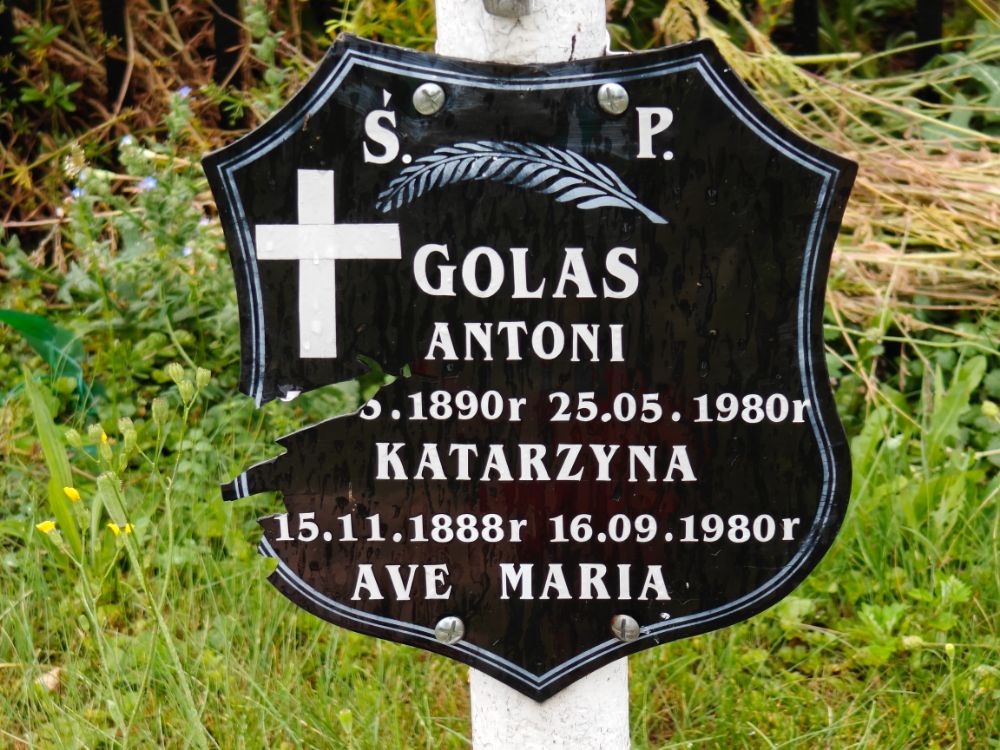 Ś. P.
GOLAS
ANTONI
.1890r 25.05.1980r
KATARZYNA
15.11.1888r 16.09.1980r
AVE MARIA